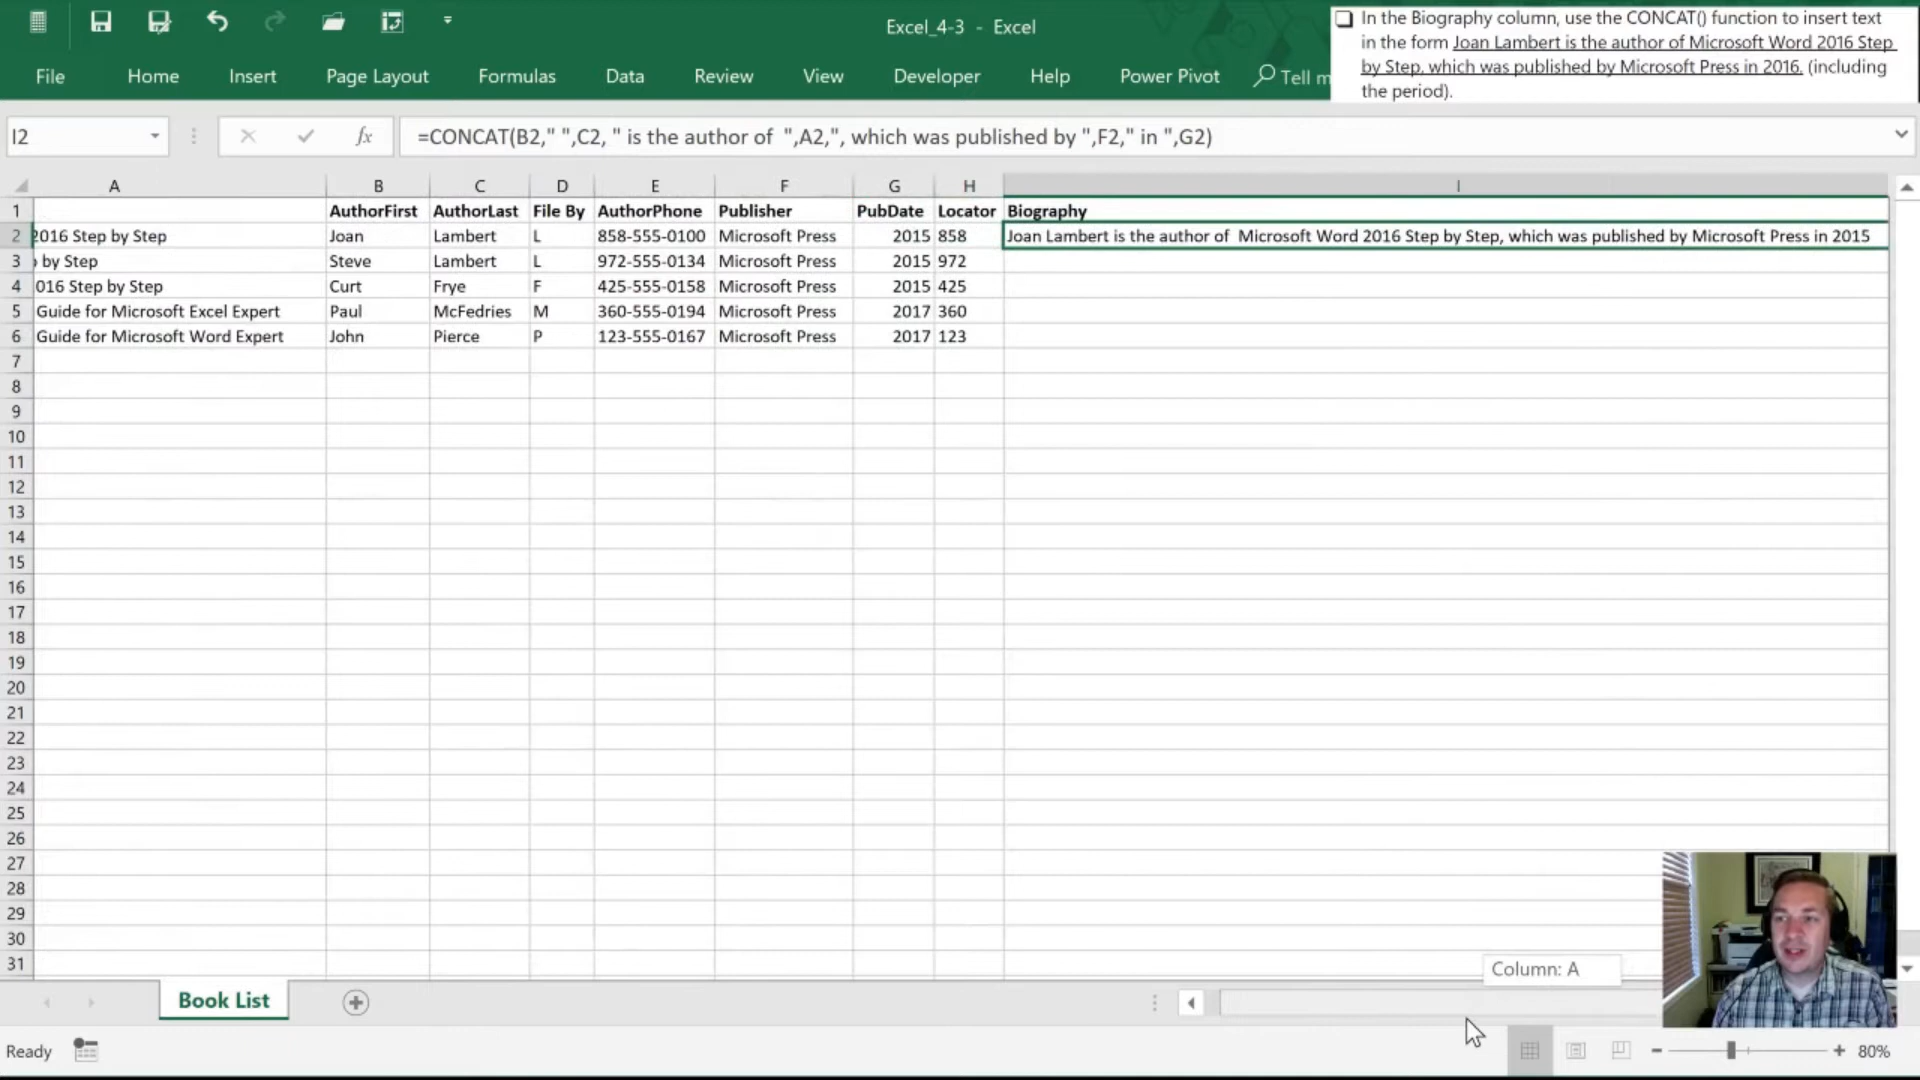 Excel_4-3 - Excel
In the Biography column, use the CONCAT() function to insert text
in the form Joan Lambert is the author of Microsoft Word 2016 Step
by Step, which was published by Microsoft Press in 2016. (including
the period).
File Home Insert Page Layout Formulas Data Review View Developer Help Power Pivot Tell m
I2 fx =CONCAT(B2," ",C2, " is the author of  ",A2,", which was published by ",F2," in ",G2)
A B C D E F G H I
1 AuthorFirst AuthorLast File By AuthorPhone Publisher PubDate Locator Biography
2 2016 Step by Step Joan Lambert L 858-555-0100 Microsoft Press 2015 858 Joan Lambert is the author of  Microsoft Word 2016 Step by Step, which was published by Microsoft Press in 2015
3 by Step Steve Lambert L 972-555-0134 Microsoft Press 2015 972
4 016 Step by Step Curt Frye F 425-555-0158 Microsoft Press 2015 425
5 Guide for Microsoft Excel Expert Paul McFedries M 360-555-0194 Microsoft Press 2017 360
6 Guide for Microsoft Word Expert John Pierce P 123-555-0167 Microsoft Press 2017 123
7
8
9
10
11
12
13
14
15
16
17
18
19
20
21
22
23
24
25
26
27
28
29
30
31
Column: A
Book List
Ready
80%